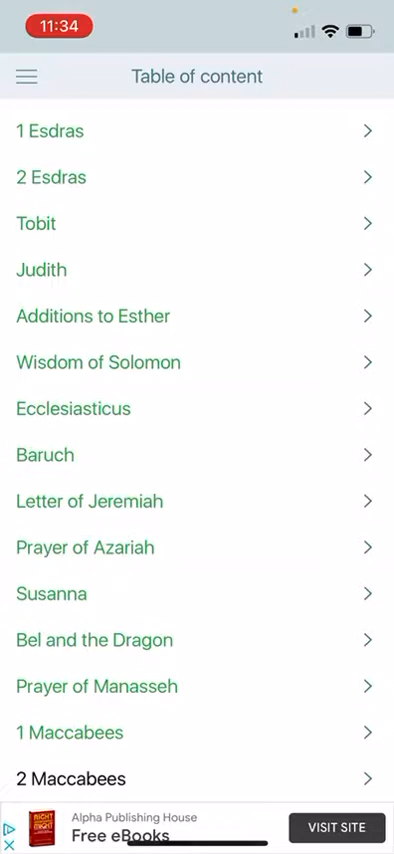 11:34
Table of content
1 Esdras
2 Esdras
Tobit
Judith
Additions to Esther
Wisdom of Solomon
Ecclesiasticus
Baruch
Letter of Jeremiah
Prayer of Azariah
Susanna
Bel and the Dragon
Prayer of Manasseh
1 Maccabees
2 Maccabees
RIGHT
MIGHT
Alpha Publishing House
Free eBooks
VISIT SITE